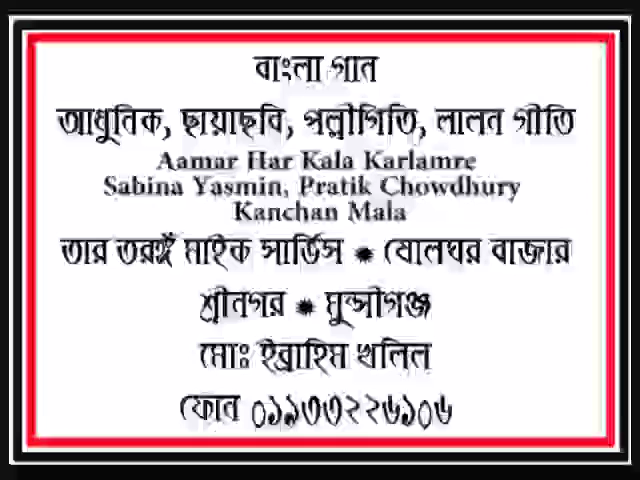 বাংলা গান
আধুনিক, ছায়াছবি, পল্লীগিতি, লালন গীতি
Aamar Har Kala Karlamre
Sabina Yasmin, Pratik Chowdhury
Kanchan Mala
তার তরঙ্গঁ মাইক সার্ভিস ✸ ষোলঘর বাজার
শ্রীনগর ✸ মুন্সীগঞ্জ
মোঃ ইব্রাহিম খলিল
ফোন ০১৯৩৩২২৬১০৬